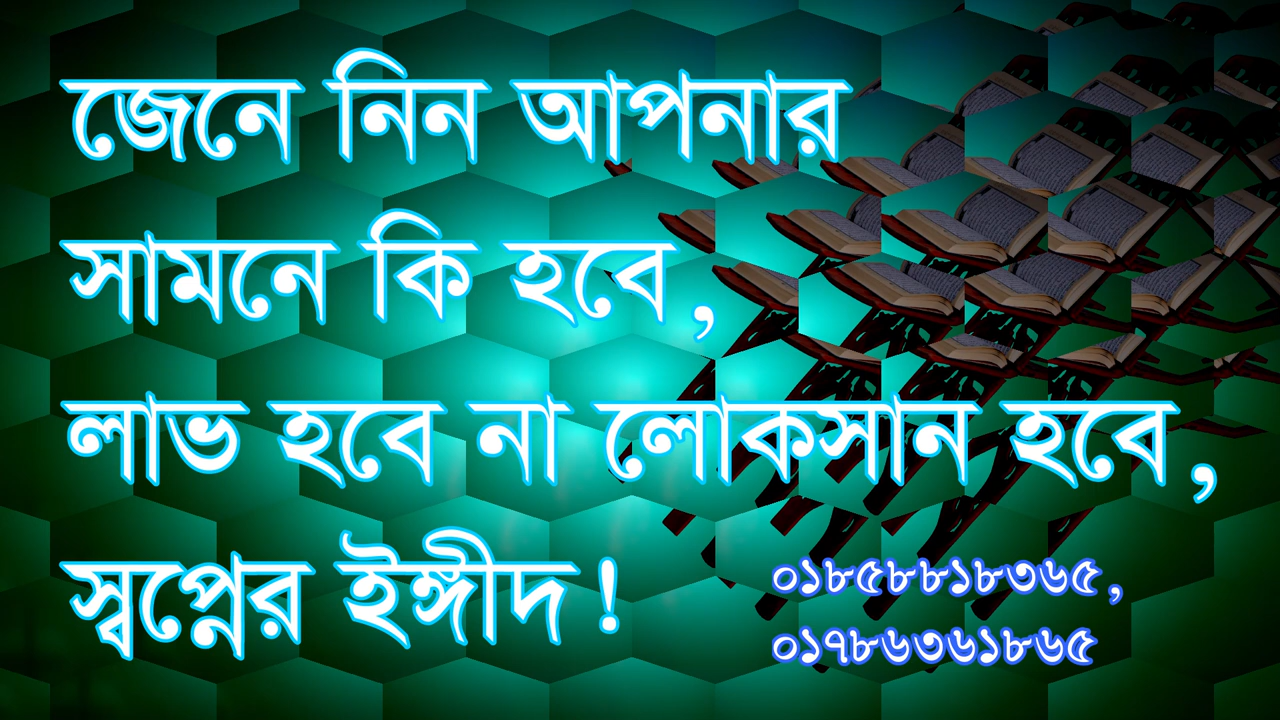 জেনে নিন আপনার
সামনে কি হবে,
লাভ হবে না লোকসান হবে,
স্বপ্নের ইঙ্গীদ!
০১৮৫৮৮১৮৩৬৫,
০১৭৮৬৩৬১৮৬৫